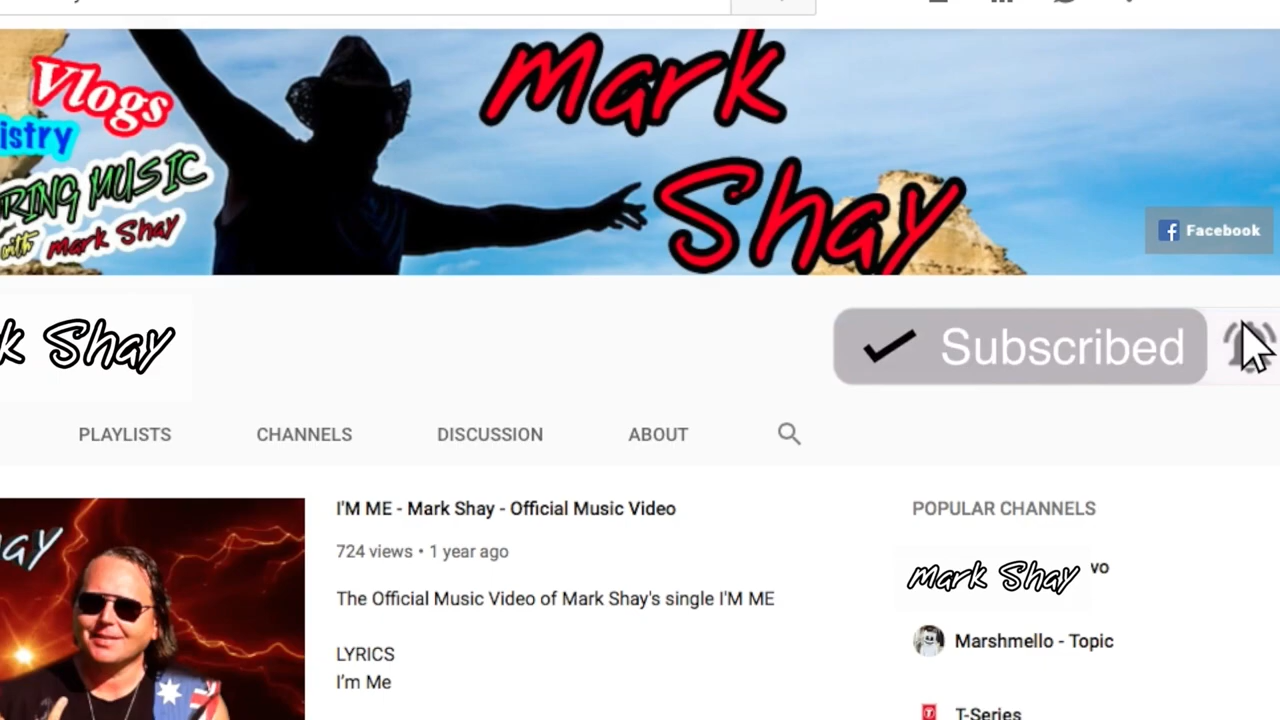 Vlogs
istry
RING MUSIC
with mark Shay
mark
Shay
Facebook
k Shay
Subscribed
PLAYLISTS
CHANNELS
DISCUSSION
ABOUT
ay
I'M ME - Mark Shay - Official Music Video
724 views • 1 year ago
The Official Music Video of Mark Shay's single I'M ME
LYRICS
I'm Me
POPULAR CHANNELS
mark Shay vo
Marshmello - Topic
T-Series